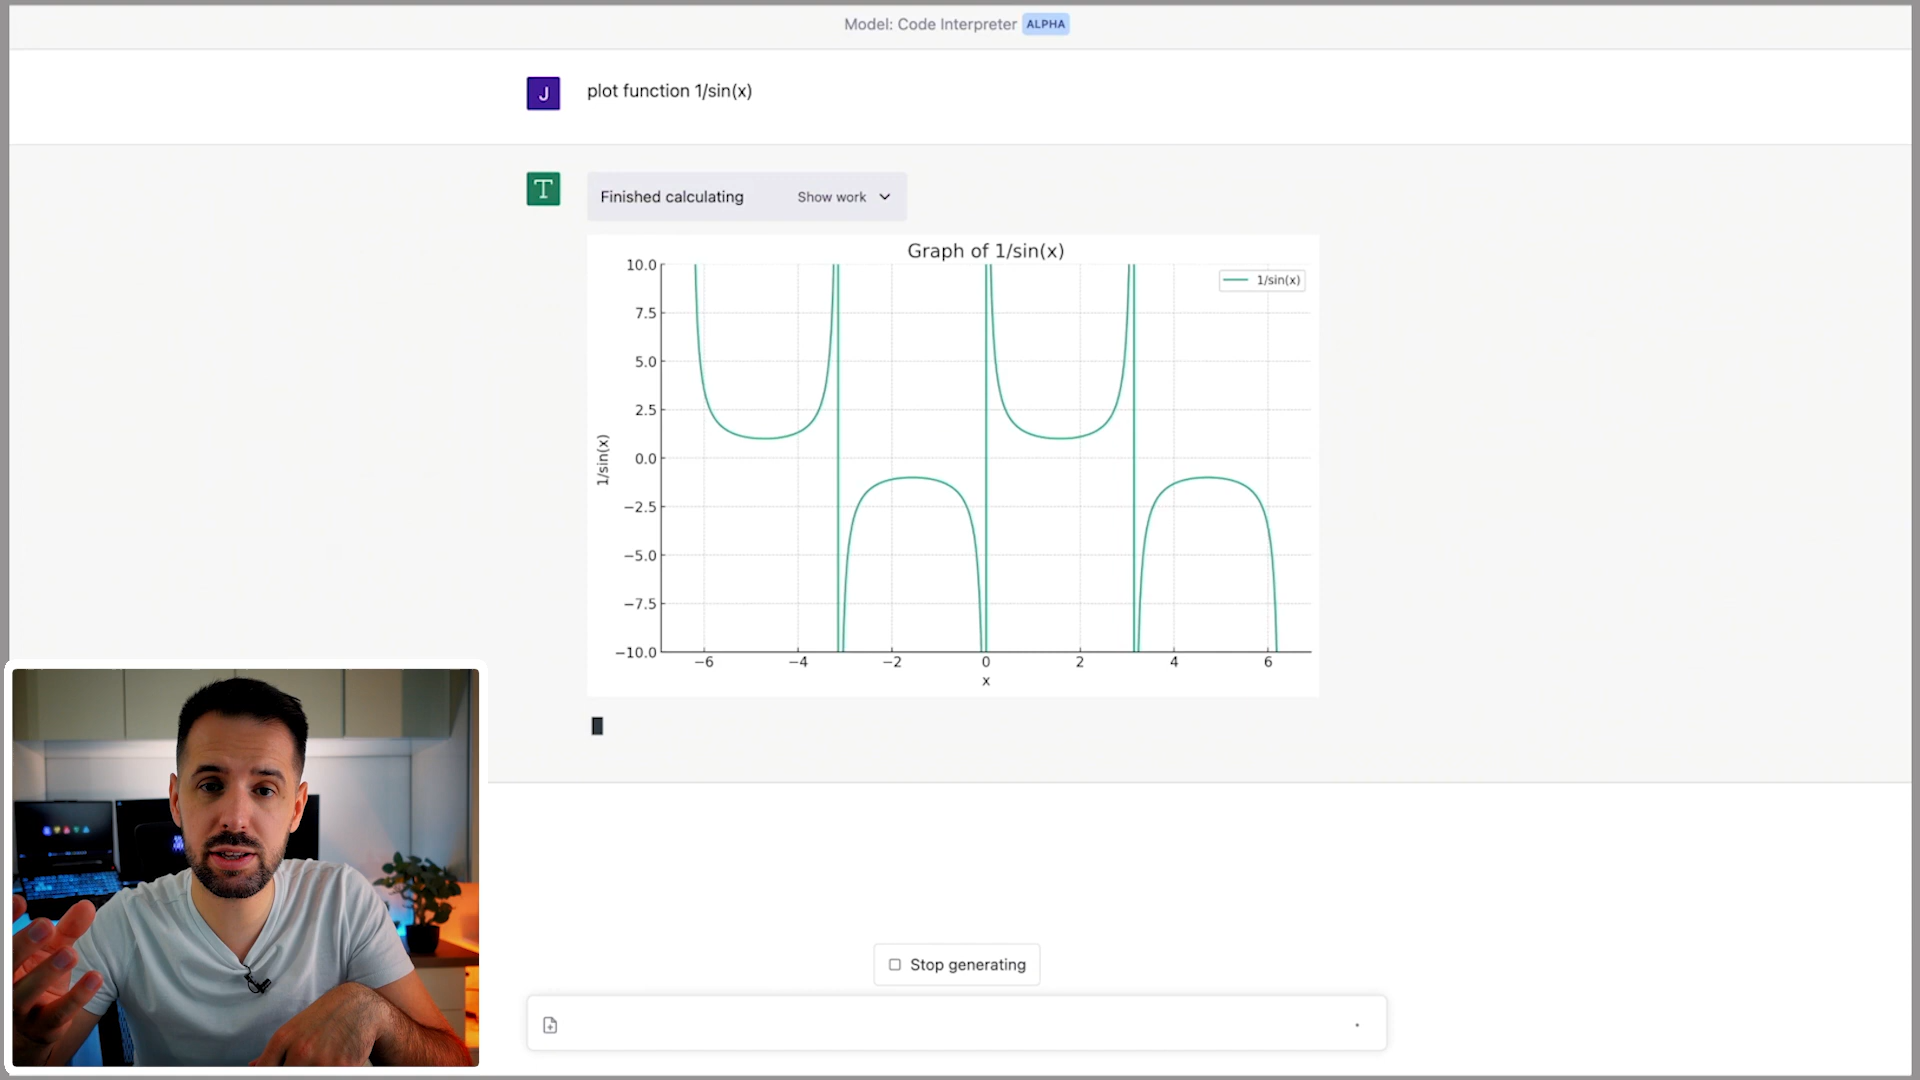 Model: Code Interpreter ALPHA
J
plot function 1/sin(x)
T
Finished calculating Show work
Graph of 1/sin(x)
1/sin(x)
10.0
7.5
5.0
2.5
0.0
−2.5
−5.0
−7.5
−10.0
1/sin(x)
−6 −4 −2 0 2 4 6
x
Stop generating